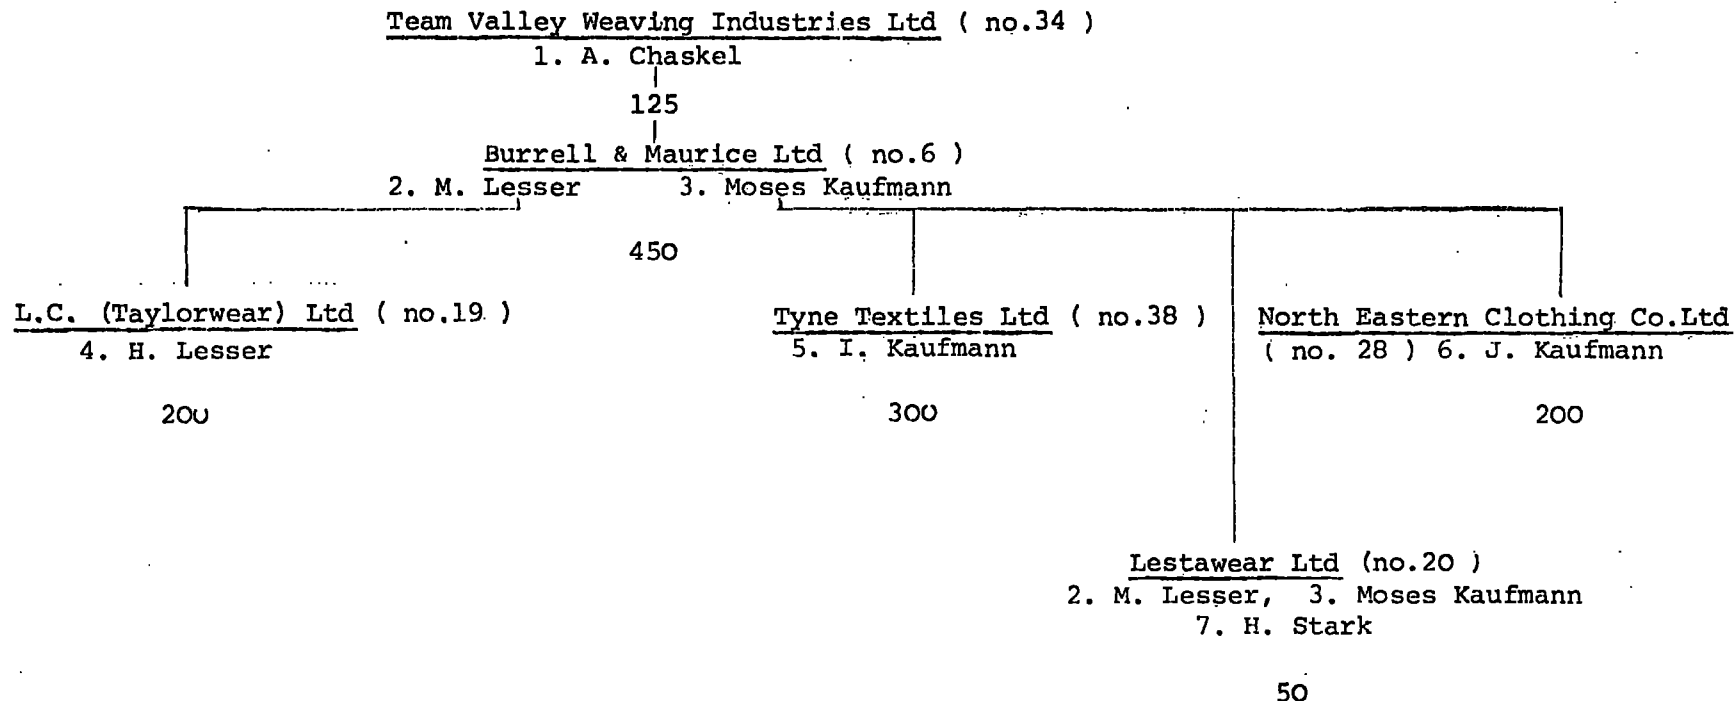 Team Valley Weaving Industries Ltd ( no.34 )
1. A. Chaskel
125
Burrell & Maurice Ltd ( no.6 )
2. M. Lesser 3. Moses Kaufmann
450
L.C. (Taylorwear) Ltd ( no.19 )
4. H. Lesser
200
Tyne Textiles Ltd ( no.38 )
5. I. Kaufmann
300
North Eastern Clothing Co.Ltd
( no. 28 ) 6. J. Kaufmann
200
Lestawear Ltd (no.20 )
2. M. Lesser, 3. Moses Kaufmann
7. H. Stark
50